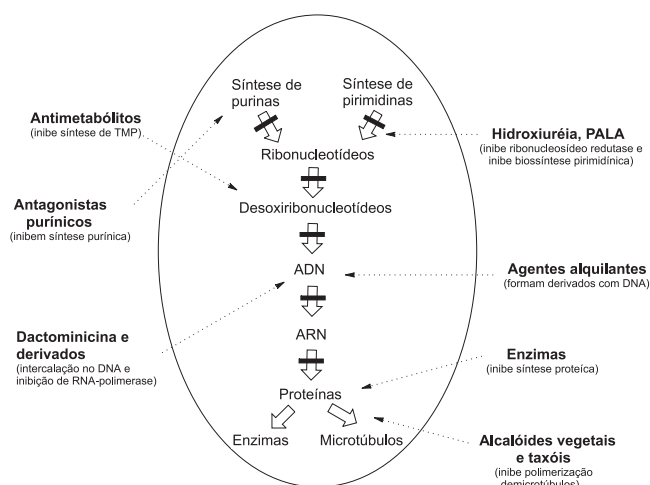 Síntese de
purinas
Síntese de
pirimidinas
Antimetabólitos
(inibe síntese de TMP)
Hidroxiuréia, PALA
(inibe ribonucleosídeo redutase e
inibe biossíntese pirimidínica)
Ribonucleotídeos
Antagonistas
purínicos
(inibem síntese purínica)
Desoxiribonucleotídeos
ADN
Agentes alquilantes
(formam derivados com DNA)
Dactominicina e
derivados
(intercalação no DNA e
inibição de RNA-polimerase)
ARN
Enzimas
(inibe síntese proteíca)
Proteínas
Enzimas
Microtúbulos
Alcalóides vegetais
e taxóis
(inibe polimerização
demicrotúbulos)